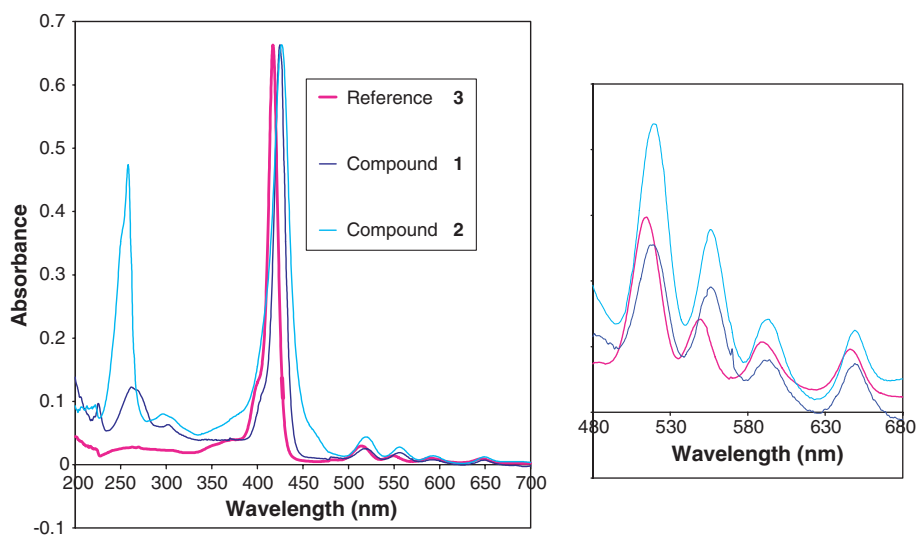 0.7
0.6
0.5
0.4
0.3
0.2
0.1
0
-0.1
Absorbance
200 250 300 350 400 450 500 550 600 650 700
Wavelength (nm)
Reference 3
Compound 1
Compound 2
480 530 580 630 680
Wavelength (nm)